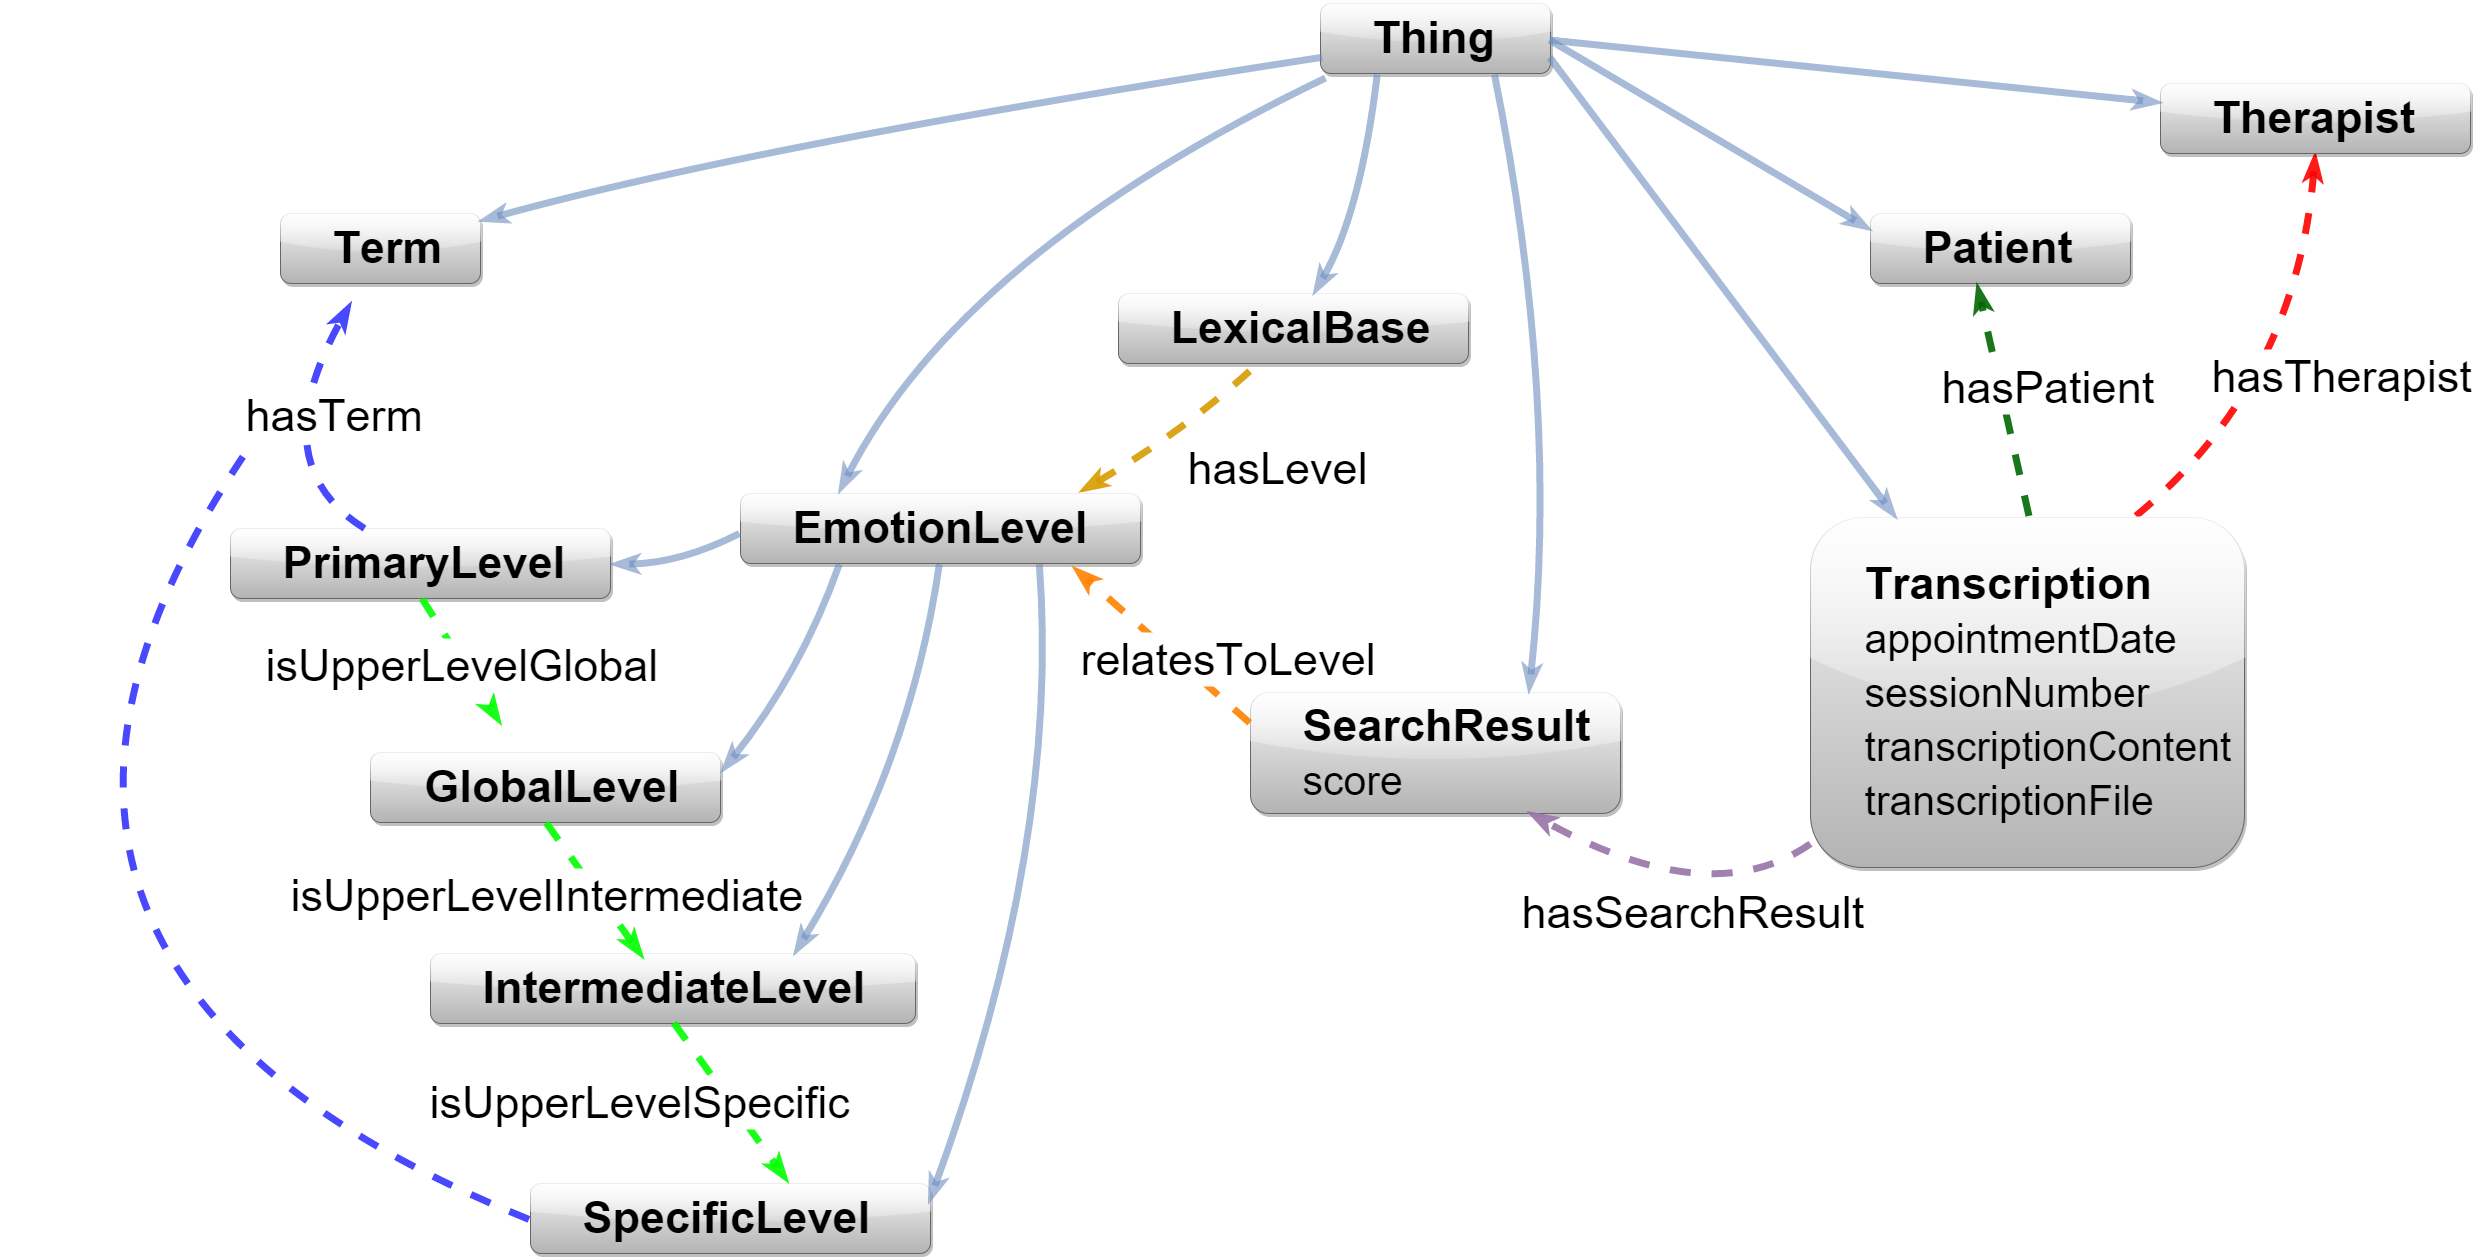 Thing
Therapist
Term
Patient
LexicalBase
hasTherapist
hasPatient
hasTerm
hasLevel
EmotionLevel
PrimaryLevel
Transcription
appointmentDate
sessionNumber
transcriptionContent
transcriptionFile
isUpperLevelGlobal
relatesToLevel
SearchResult
score
GlobalLevel
isUpperLevelIntermediate
hasSearchResult
IntermediateLevel
isUpperLevelSpecific
SpecificLevel